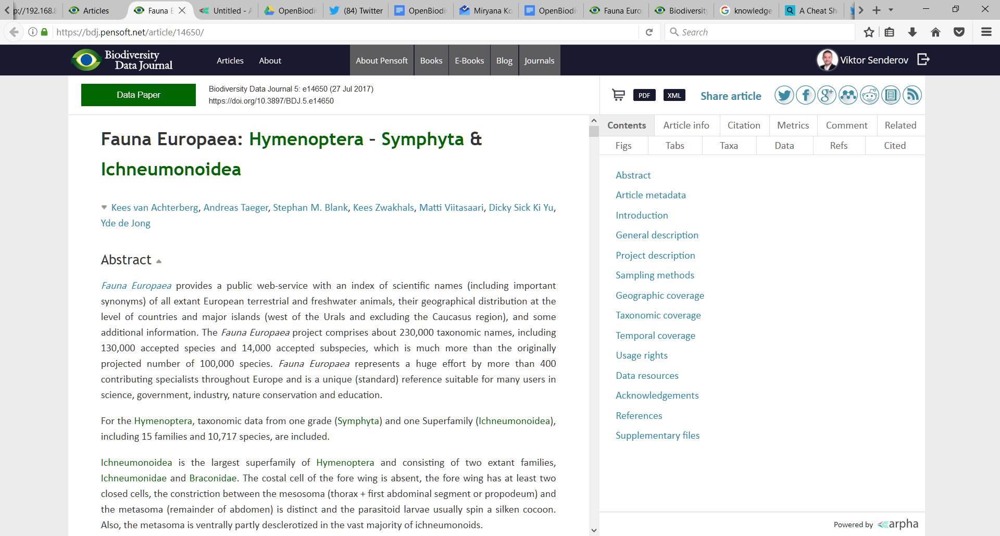 p://192.168.8
Articles
Fauna E
Untitled - A
OpenBiodiv
(84) Twitter
OpenBiodiv
Miryana Ko
OpenBiodiv
Fauna Euro
Biodiversity
knowledge
A Cheat Sh
https://bdj.pensoft.net/article/14650/
Search
Biodiversity
Data Journal
Articles
About
About Pensoft
Books
E-Books
Blog
Journals
Viktor Senderov
Data Paper
Biodiversity Data Journal 5: e14650 (27 Jul 2017)
https://doi.org/10.3897/BDJ.5.e14650
PDF
XML
Share article
Fauna Europaea: Hymenoptera – Symphyta &
Ichneumonoidea
Kees van Achterberg, Andreas Taeger, Stephan M. Blank, Kees Zwakhals, Matti Viitasaari, Dicky Sick Ki Yu,
Yde de Jong
Abstract
Fauna Europaea provides a public web-service with an index of scientific names (including important
synonyms) of all extant European terrestrial and freshwater animals, their geographical distribution at the
level of countries and major islands (west of the Urals and excluding the Caucasus region), and some
additional information. The Fauna Europaea project comprises about 230,000 taxonomic names, including
130,000 accepted species and 14,000 accepted subspecies, which is much more than the originally
projected number of 100,000 species. Fauna Europaea represents a huge effort by more than 400
contributing specialists throughout Europe and is a unique (standard) reference suitable for many users in
science, government, industry, nature conservation and education.
For the Hymenoptera, taxonomic data from one grade (Symphyta) and one Superfamily (Ichneumonoidea),
including 15 families and 10,717 species, are included.
Ichneumonoidea is the largest superfamily of Hymenoptera and consisting of two extant families,
Ichneumonidae and Braconidae. The costal cell of the fore wing is absent, the fore wing has at least two
closed cells, the constriction between the mesosoma (thorax + first abdominal segment or propodeum) and
the metasoma (remainder of abdomen) is distinct and the parasitoid larvae usually spin a silken cocoon.
Also, the metasoma is ventrally partly desclerotized in the vast majority of ichneumonoids.
Contents
Article info
Citation
Metrics
Comment
Related
Figs
Tabs
Taxa
Data
Refs
Cited
Abstract
Article metadata
Introduction
General description
Project description
Sampling methods
Geographic coverage
Taxonomic coverage
Temporal coverage
Usage rights
Data resources
Acknowledgements
References
Supplementary files
Powered by arpha